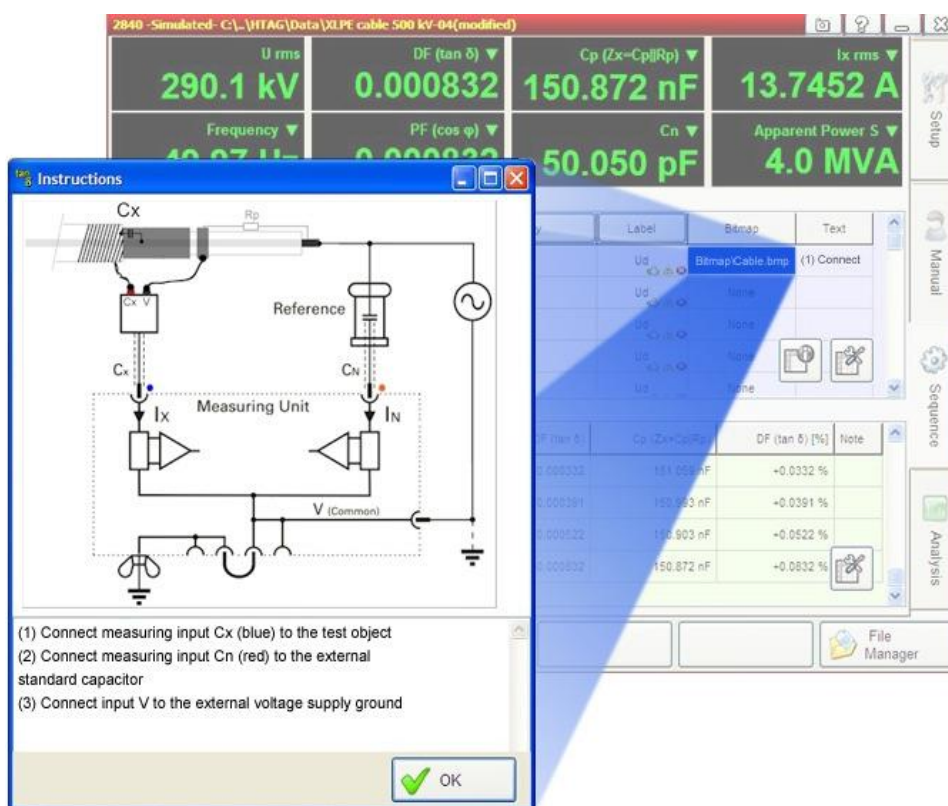 2840 -Simulated- C:\..\HTAG\Data\XLPE cable 500 kV-04(modified)
U rms
290.1 kV
DF (tan δ) ▼
0.000832
Cp (Zx=Cp||Rp) ▼
150.872 nF
Ix rms ▼
13.7452 A
Frequency ▼
PF (cos φ) ▼
0.000832
Cn ▼
50.050 pF
Apparent Power S ▼
4.0 MVA
Setup
Manual
Sequence
Analysis
Label
Bitmap
Text
Ud
Bitmap\Cable.bmp
(1) Connect
Ud
None
Ud
None
Ud
None
Ud
None
DF (tan δ)
Cp (Zx=Cp||Rp)
DF (tan δ) [%]
Note
+0.0332 %
+0.0391 %
150.903 nF
+0.0522 %
150.872 nF
+0.0832 %
File
Manager
tan δ
Instructions
Cx
Rp
Cx V
Reference
Cx
CN
Measuring Unit
IX
IN
V (Common)
(1) Connect measuring input Cx (blue) to the test object
(2) Connect measuring input Cn (red) to the external
standard capacitor
(3) Connect input V to the external voltage supply ground
OK